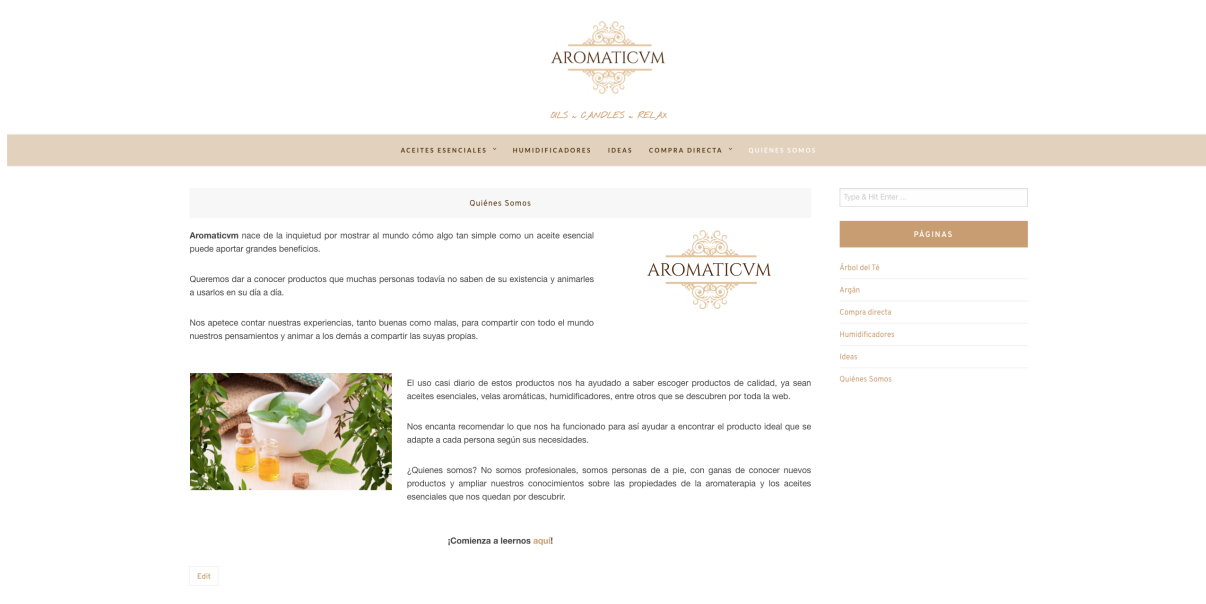 AROMATICVM
OILS ~ CANDLES ~ RELAX
ACEITES ESENCIALES HUMIDIFICADORES IDEAS COMPRA DIRECTA QUIÉNES SOMOS
Quiénes Somos
Aromaticvm nace de la inquietud por mostrar al mundo cómo algo tan simple como un aceite esencial
puede aportar grandes beneficios.
Queremos dar a conocer productos que muchas personas todavía no saben de su existencia y animarles
a usarlos en su día a día.
Nos apetece contar nuestras experiencias, tanto buenas como malas, para compartir con todo el mundo
nuestros pensamientos y animar a los demás a compartir las suyas propias.
AROMATICVM
El uso casi diario de estos productos nos ha ayudado a saber escoger productos de calidad, ya sean
aceites esenciales, velas aromáticas, humidificadores, entre otros que se descubren por toda la web.
Nos encanta recomendar lo que nos ha funcionado para así ayudar a encontrar el producto ideal que se
adapte a cada persona según sus necesidades.
¿Quienes somos? No somos profesionales, somos personas de a pie, con ganas de conocer nuevos
productos y ampliar nuestros conocimientos sobre las propiedades de la aromaterapia y los aceites
esenciales que nos quedan por descubrir.
¡Comienza a leernos aquí!
Edit
Type & Hit Enter ...
PÁGINAS
Árbol del Té
Argán
Compra directa
Humidificadores
Ideas
Quiénes Somos